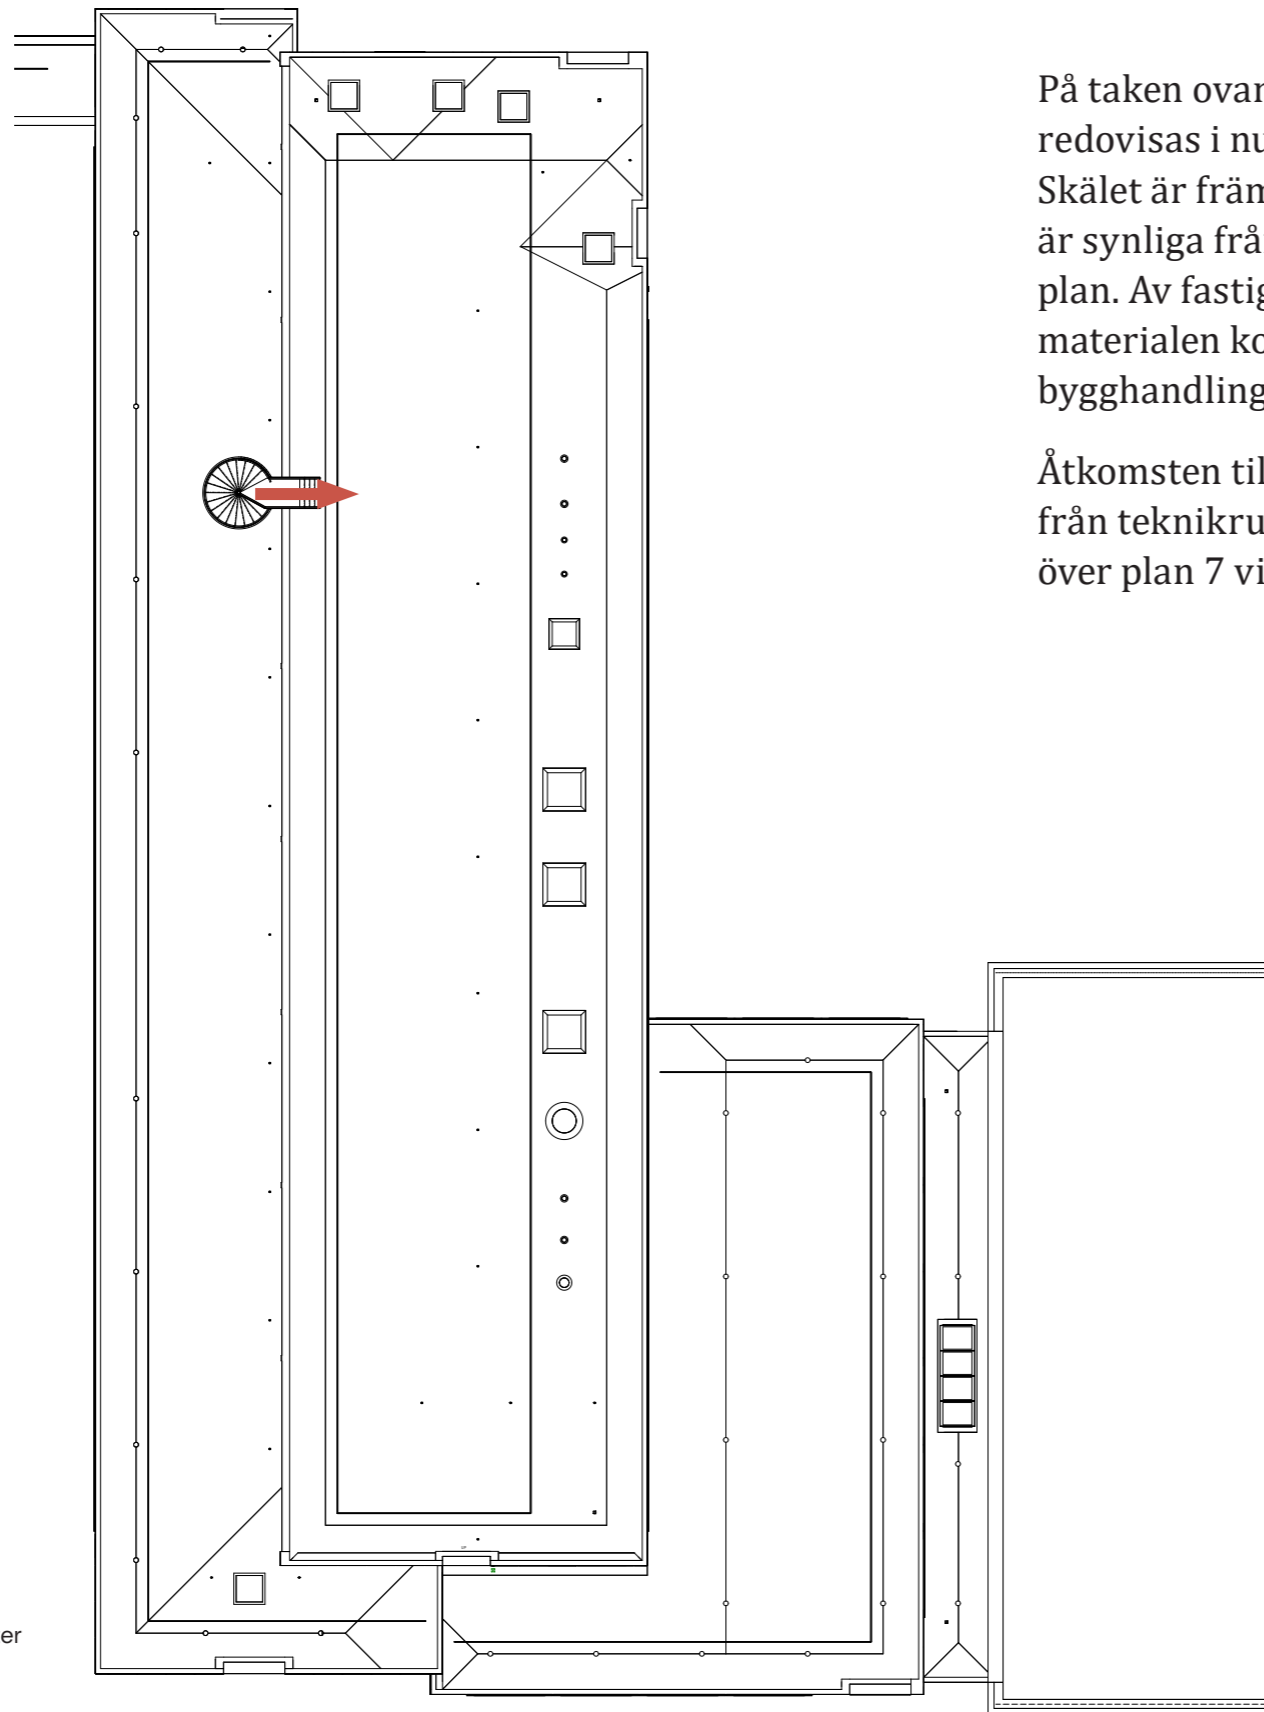 På taken ovan
redovisas i nu
Skälet är främ
är synliga frå
plan. Av fastig
materialen ko
bygghandling
Åtkomsten til
från teknikru
över plan 7 vi
er